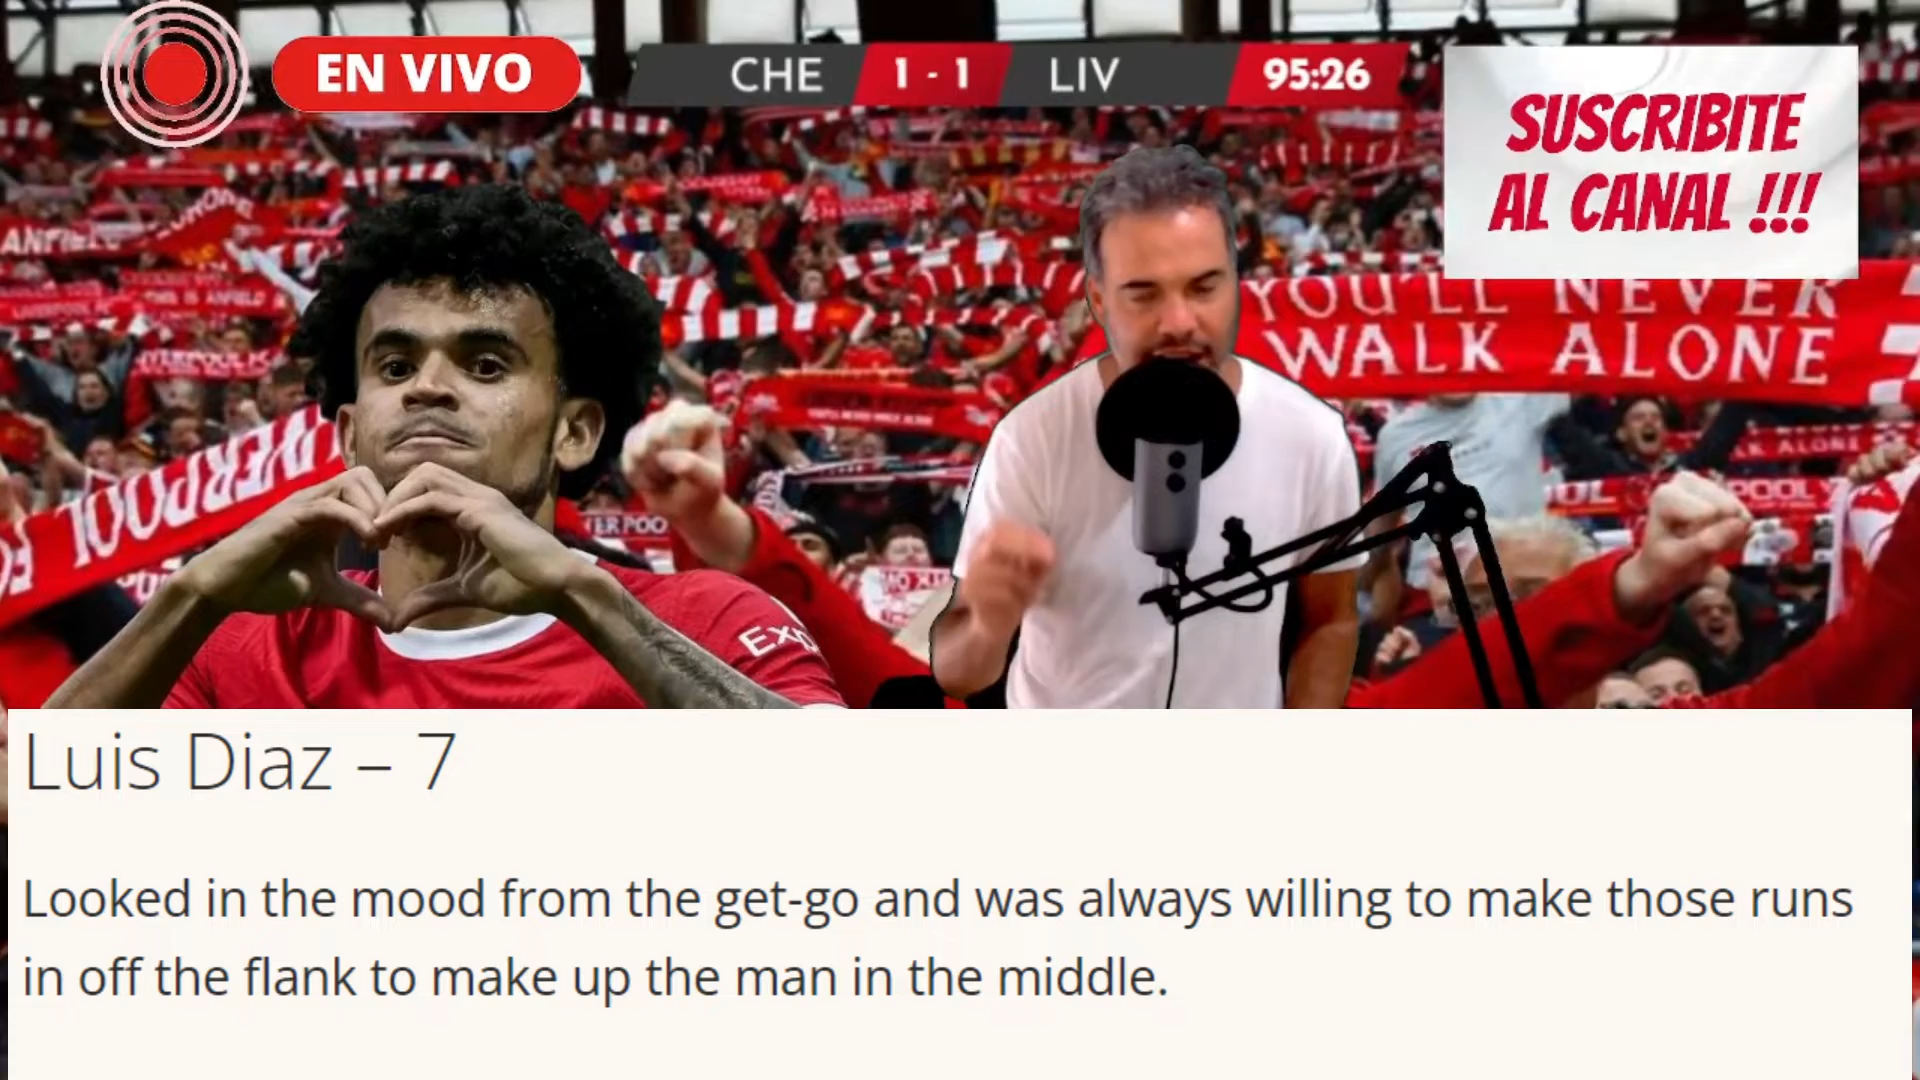 EN VIVO
CHE 1 - 1 LIV 95:26
SUSCRIBITE
AL CANAL !!!
YOU'LL NEVER
WALK ALONE
LIVERPOOL
Exp
Luis Diaz – 7
Looked in the mood from the get-go and was always willing to make those runs
in off the flank to make up the man in the middle.